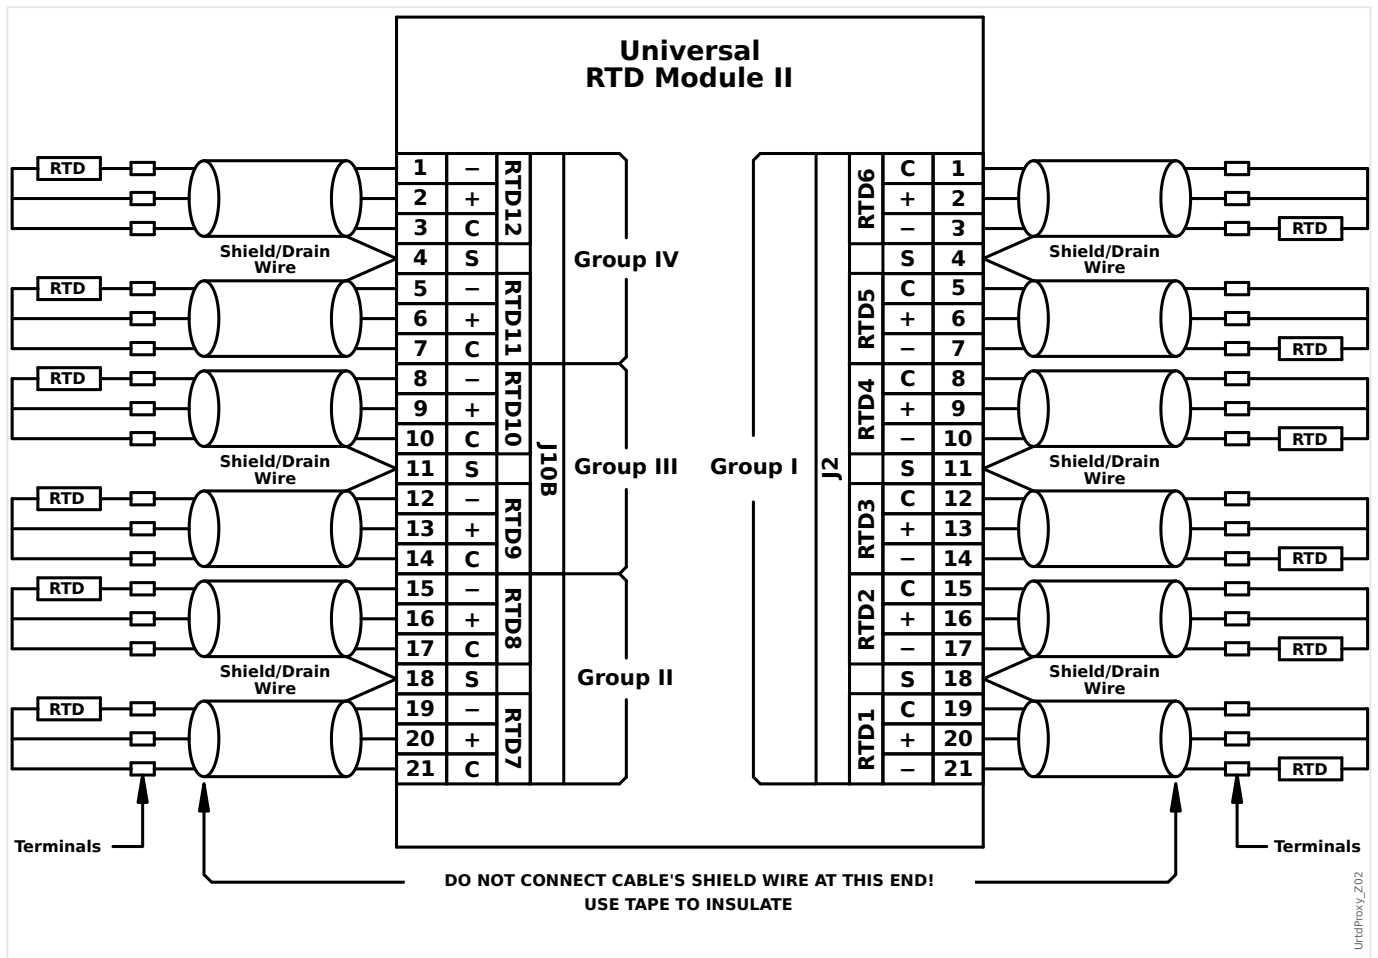 Universal
RTD Module II
RTD 1 − RTD12 C 1
2 + RTD6 + 2
3 C − 3 RTD
Shield/Drain Wire 4 S Group IV S 4 Shield/Drain Wire
RTD 5 − RTD11 C 5
6 + RTD5 + 6
7 C − 7 RTD
RTD 8 − RTD10 C 8
9 + RTD4 + 9
10 C − 10 RTD
Shield/Drain Wire 11 S J10B Group III Group I J2 S 11 Shield/Drain Wire
RTD 12 − RTD9 C 12
13 + RTD3 + 13
14 C − 14 RTD
RTD 15 − RTD8 C 15
16 + RTD2 + 16
17 C − 17 RTD
Shield/Drain Wire 18 S Group II S 18 Shield/Drain Wire
RTD 19 − RTD7 C 19
20 + RTD1 + 20
21 C − 21 RTD
Terminals Terminals
DO NOT CONNECT CABLE'S SHIELD WIRE AT THIS END!
USE TAPE TO INSULATE
UrtdProxy_Z02